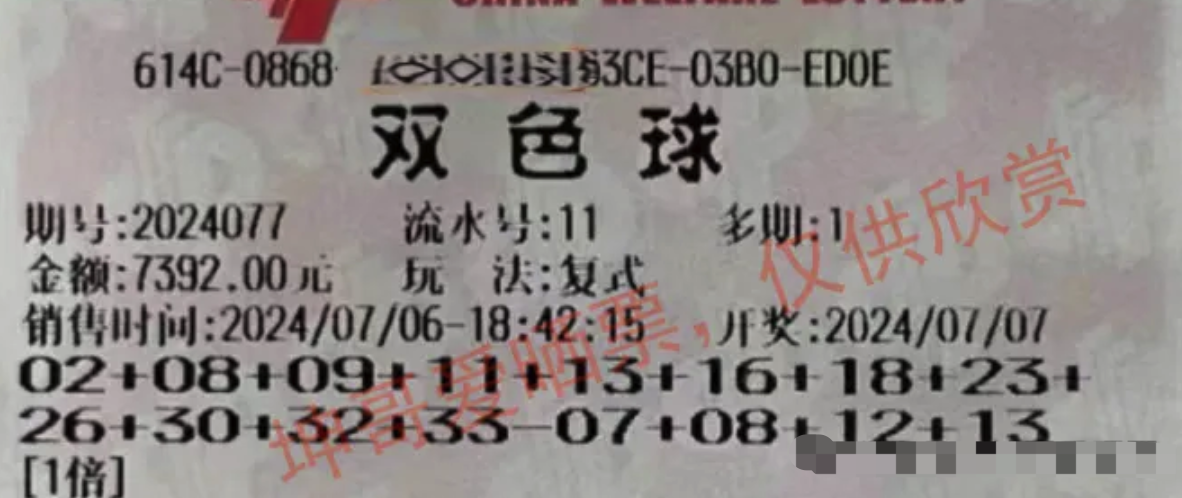 614C-0868 3CE-03B0-ED0E
双色球
期号:2024077 流水号:11 多期:1
金额:7392.00元 玩 法:复式
销售时间:2024/07/06-18:42:15 开奖:2024/07/07
02+08+09+11+13+16+18+23+
26+30+32+33-07+08+12+13
[1倍]
坤哥爱晒票,仅供欣赏